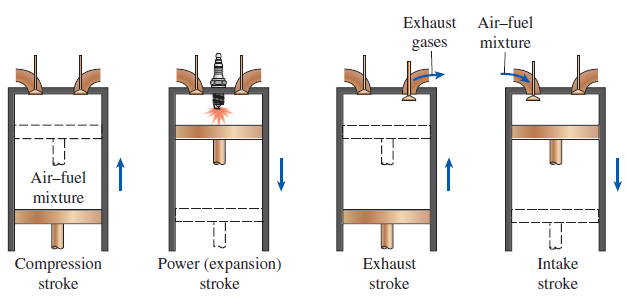 Exhaust
gases
Air–fuel
mixture
Air–fuel
mixture
Compression
stroke
Power (expansion)
stroke
Exhaust
stroke
Intake
stroke